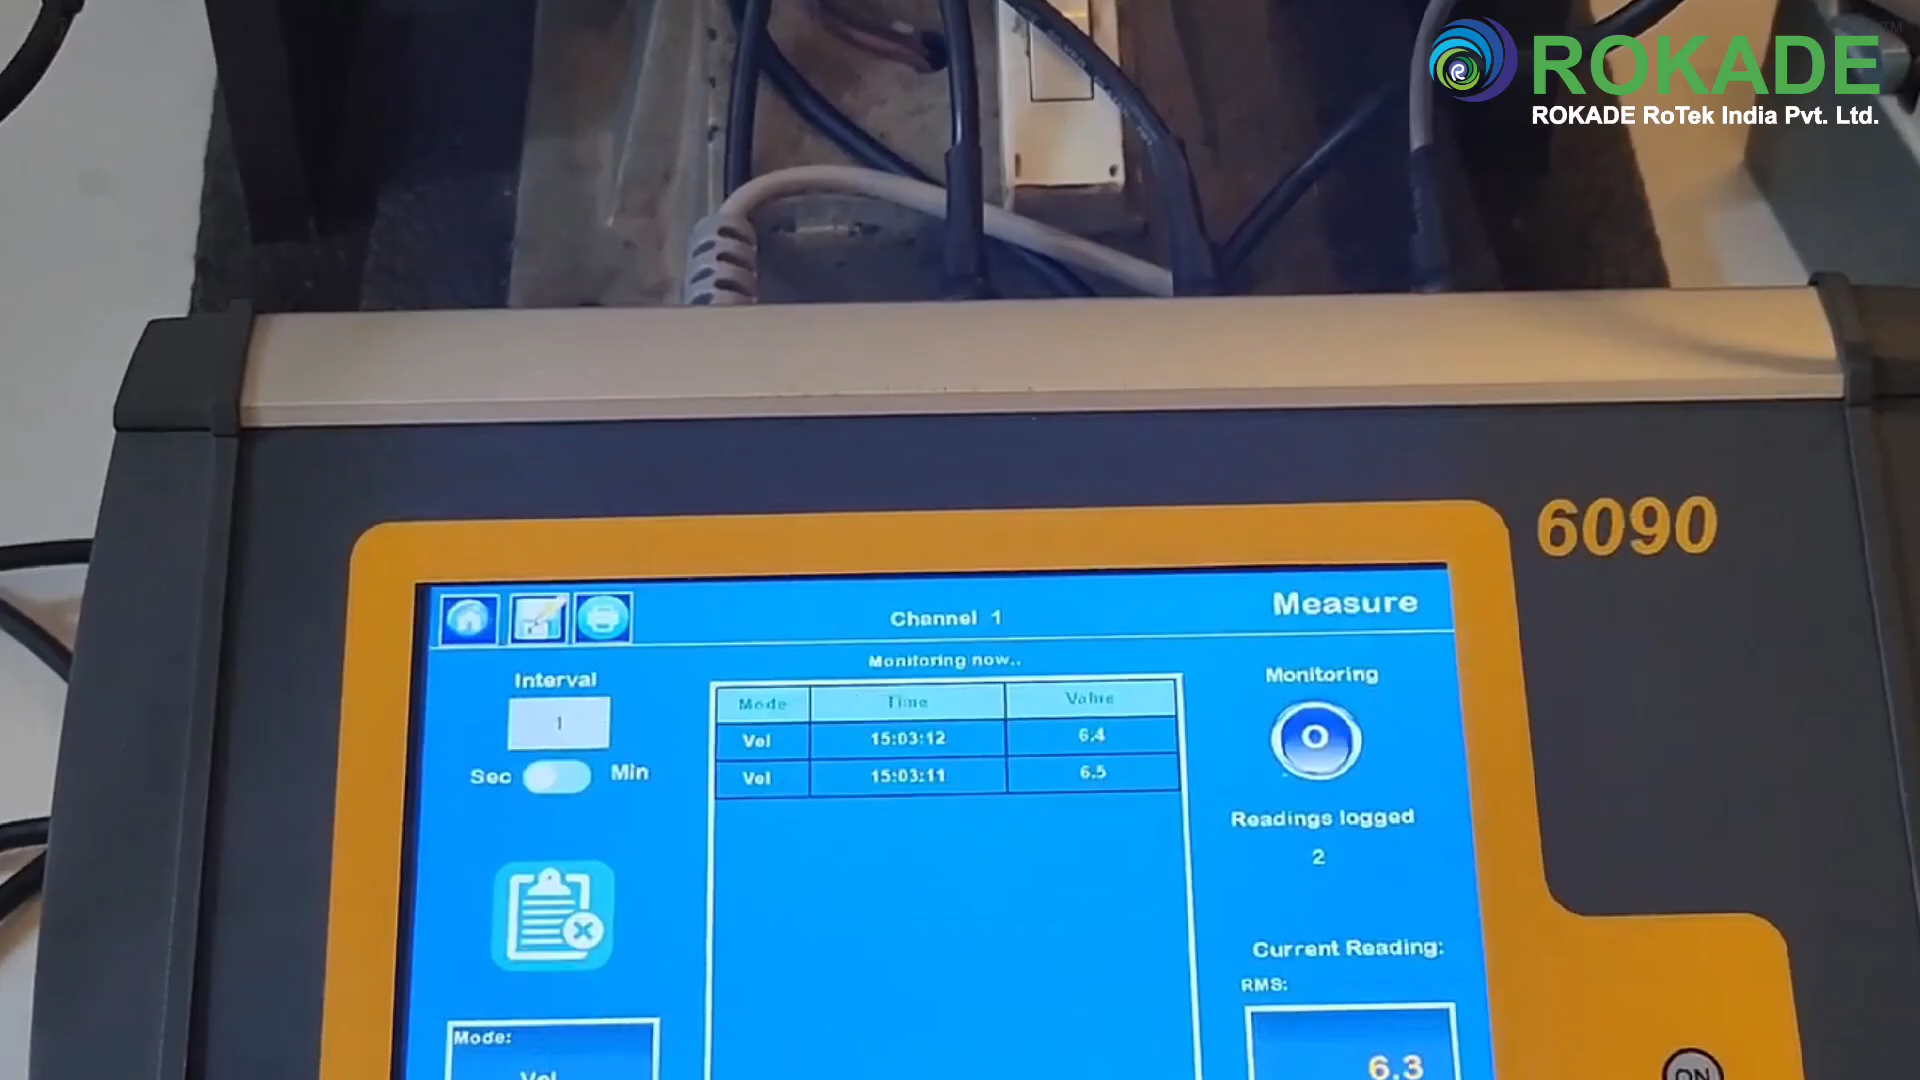 ROKADE
TM
ROKADE RoTek India Pvt. Ltd.
6090
Channel 1
Measure
Monitoring now..
Interval
1
Sec
Min
Mode Time Value
Vel 15:03:12 6.4
Vel 15:03:11 6.5
Monitoring
Readings logged
2
Current Reading:
RMS:
6.3
Mode:
Vel
ON